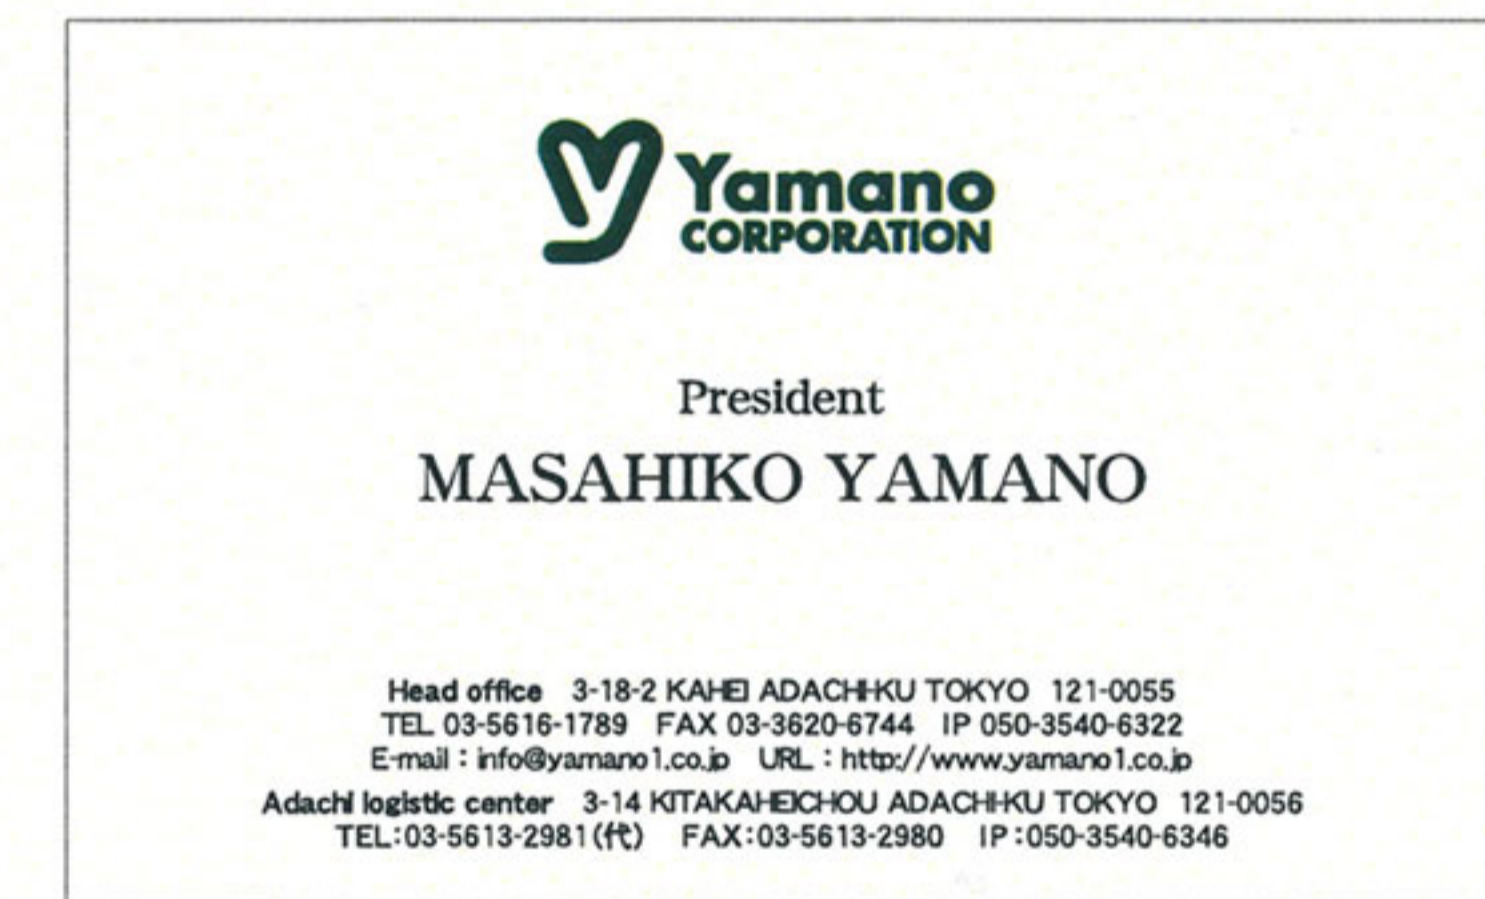 Yamano
CORPORATION
President
MASAHIKO YAMANO
Head office 3-18-2 KAHEI ADACHI-KU TOKYO 121-0055
TEL 03-5616-1789 FAX 03-3620-6744 IP 050-3540-6322
E-mail：info@yamano1.co.jp URL：http://www.yamano1.co.jp
Adachi logistic center 3-14 KITAKAHEICHOU ADACHI-KU TOKYO 121-0056
TEL:03-5613-2981(代) FAX:03-5613-2980 IP:050-3540-6346